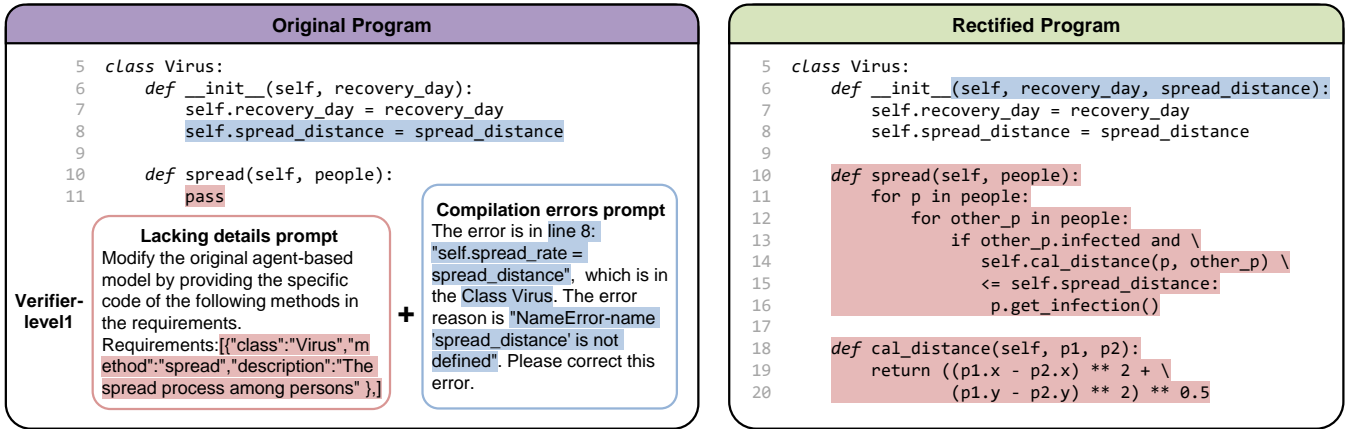 Original Program
5 class Virus:
6 def __init__(self, recovery_day):
7 self.recovery_day = recovery_day
8 self.spread_distance = spread_distance
9
10 def spread(self, people):
11 pass
Verifier-
level1
Lacking details prompt
Modify the original agent-based
model by providing the specific
code of the following methods in
the requirements.
Requirements:[{"class":"Virus","m
ethod":"spread","description":"The
spread process among persons" },]
+
Compilation errors prompt
The error is in line 8:
"self.spread_rate =
spread_distance", which is in
the Class Virus. The error
reason is "NameError-name
'spread_distance' is not
defined". Please correct this
error.
Rectified Program
5 class Virus:
6 def __init__(self, recovery_day, spread_distance):
7 self.recovery_day = recovery_day
8 self.spread_distance = spread_distance
9
10 def spread(self, people):
11 for p in people:
12 for other_p in people:
13 if other_p.infected and \
14 self.cal_distance(p, other_p) \
15 <= self.spread_distance:
16 p.get_infection()
17
18 def cal_distance(self, p1, p2):
19 return ((p1.x - p2.x) ** 2 + \
20 (p1.y - p2.y) ** 2) ** 0.5